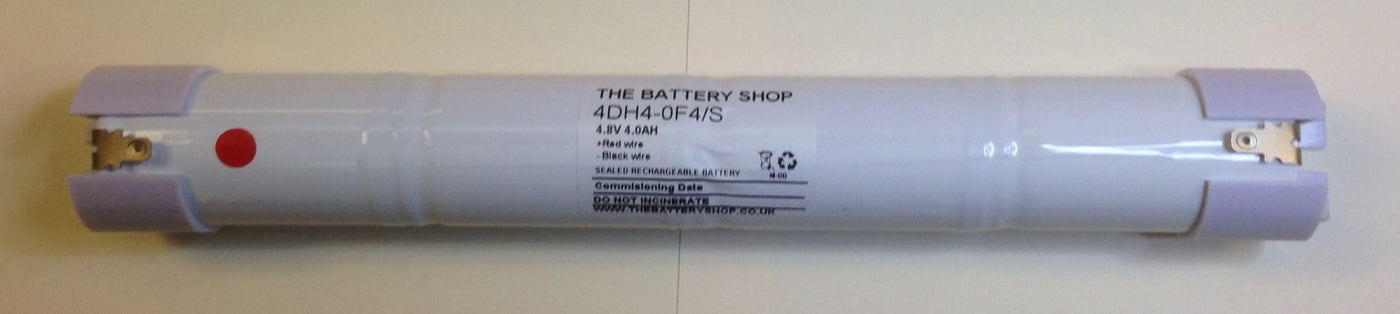 THE BATTERY SHOP
4DH4-0F4/S
4.8V 4.0AH
+Red wire
- Black wire
SEALED RECHARGEABLE BATTERY
Commisioning Date
DO NOT INCINERATE
WWW.THEBATTERYSHOP.CO.UK